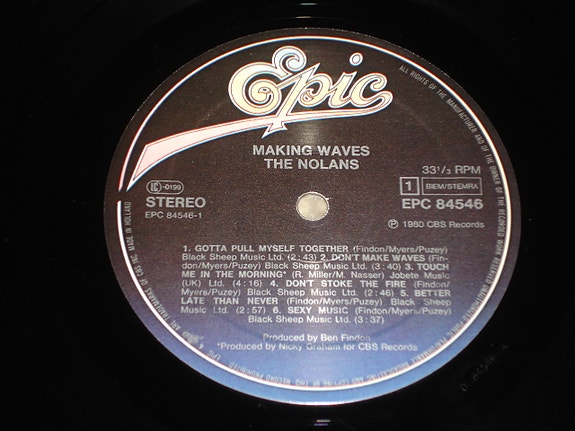 Epic
MAKING WAVES
THE NOLANS
33 1/3 RPM
LC-0199
STEREO
EPC 84546-1
1
BIEM/STEMRA
EPC 84546
℗ 1980 CBS Records
1. GOTTA PULL MYSELF TOGETHER (Findon/Myers/Puzey)
Black Sheep Music Ltd. (2:43) 2. DON'T MAKE WAVES (Fin-
don/Myers/Puzey) Black Sheep Music Ltd. (3:40) 3. TOUCH
ME IN THE MORNING* (R. Miller/M. Nasser) Jobete Music
(UK) Ltd. (4:16) 4. DON'T STOKE THE FIRE (Findon/
Myers/Puzey) Black Sheep Music Ltd. (2:46) 5. BETTER
LATE THAN NEVER (Findon/Myers/Puzey) Black Sheep
Music Ltd. (2:57) 6. SEXY MUSIC (Findon/Myers/Puzey)
Black Sheep Music Ltd. (3:37)
Produced by Ben Findon
*Produced by Nicky Graham for CBS Records
ALL RIGHTS OF THE MANUFACTURER AND OF THE OWNER OF THE RECORDED WORK
MADE IN HOLLAND